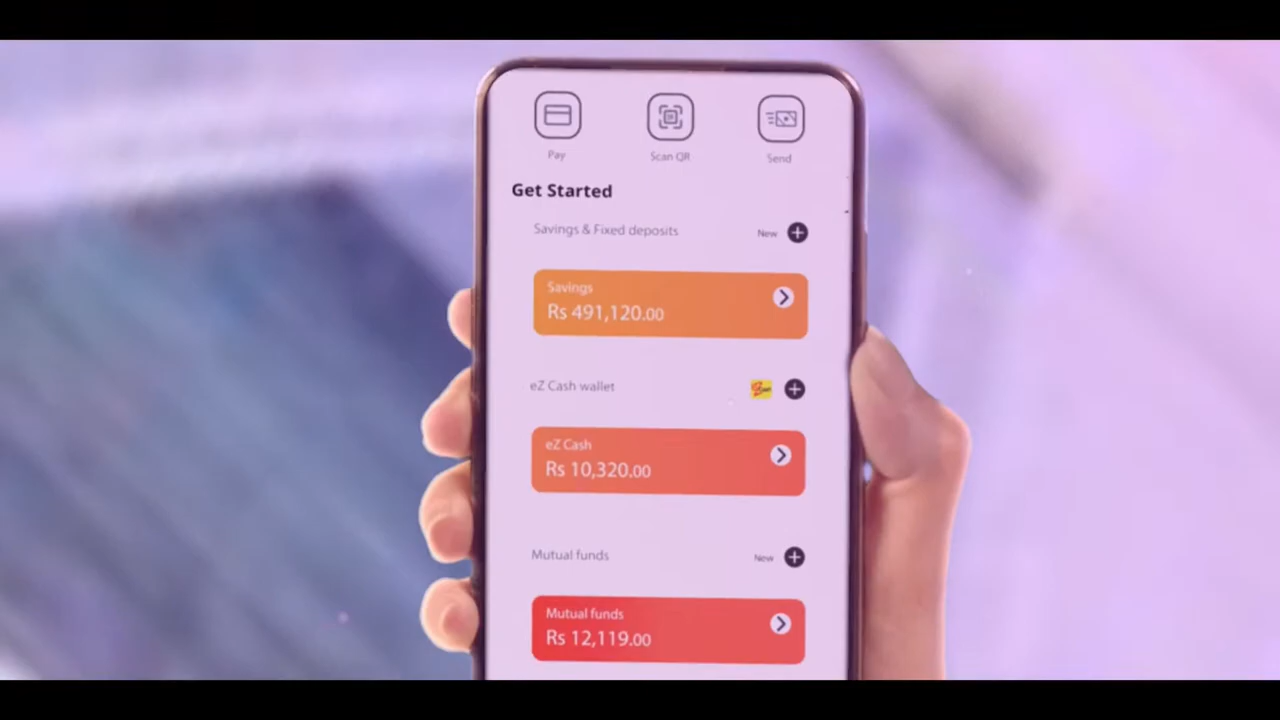 Pay
Scan QR
Send
Get Started
Savings & Fixed deposits
New
Savings
Rs 491,120.00
eZ Cash wallet
eZ Cash
Rs 10,320.00
Mutual funds
New
Mutual funds
Rs 12,119.00